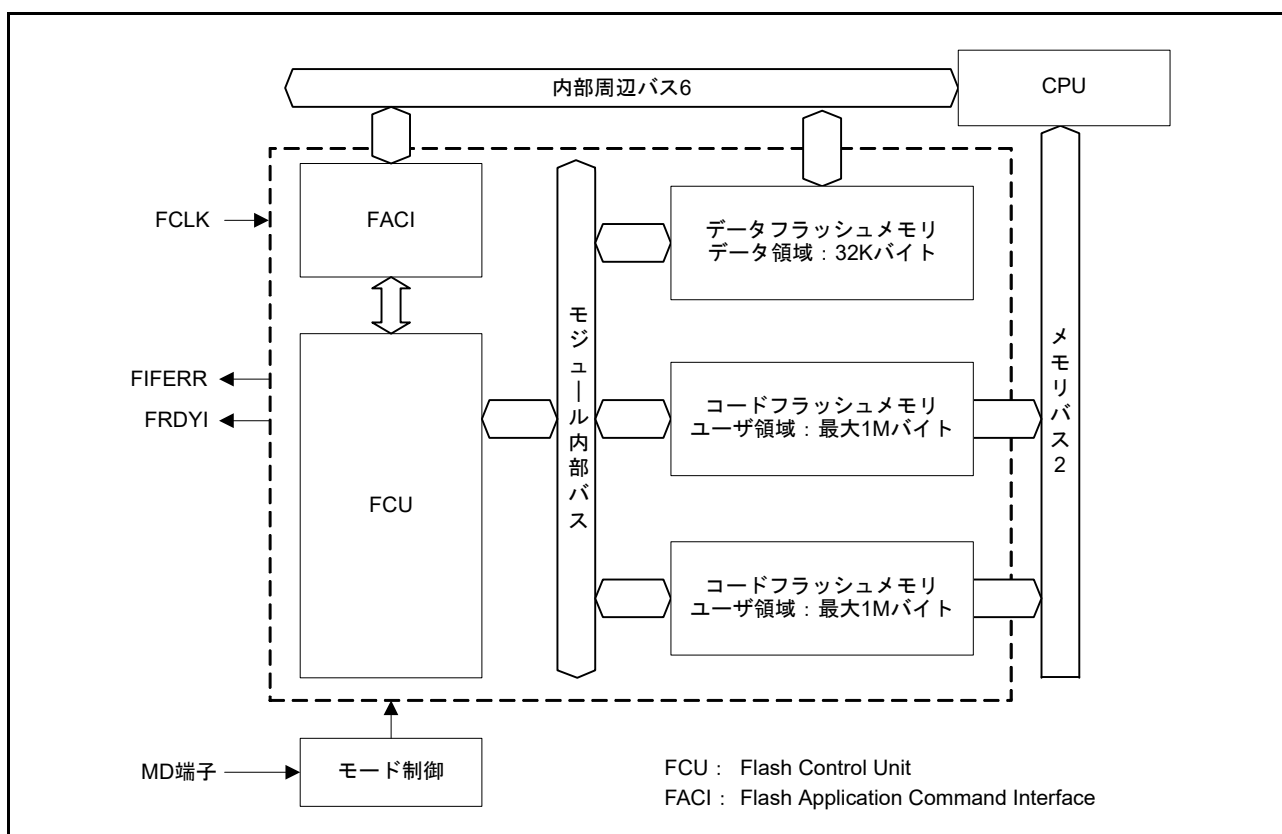 内部周辺バス6
CPU
FCLK
FACI
データフラッシュメモリ
データ領域：32Kバイト
モジュール内部バス
メモリバス2
FIFERR
FRDYI
FCU
コードフラッシュメモリ
ユーザ領域：最大1Mバイト
コードフラッシュメモリ
ユーザ領域：最大1Mバイト
MD端子
モード制御
FCU： Flash Control Unit
FACI： Flash Application Command Interface